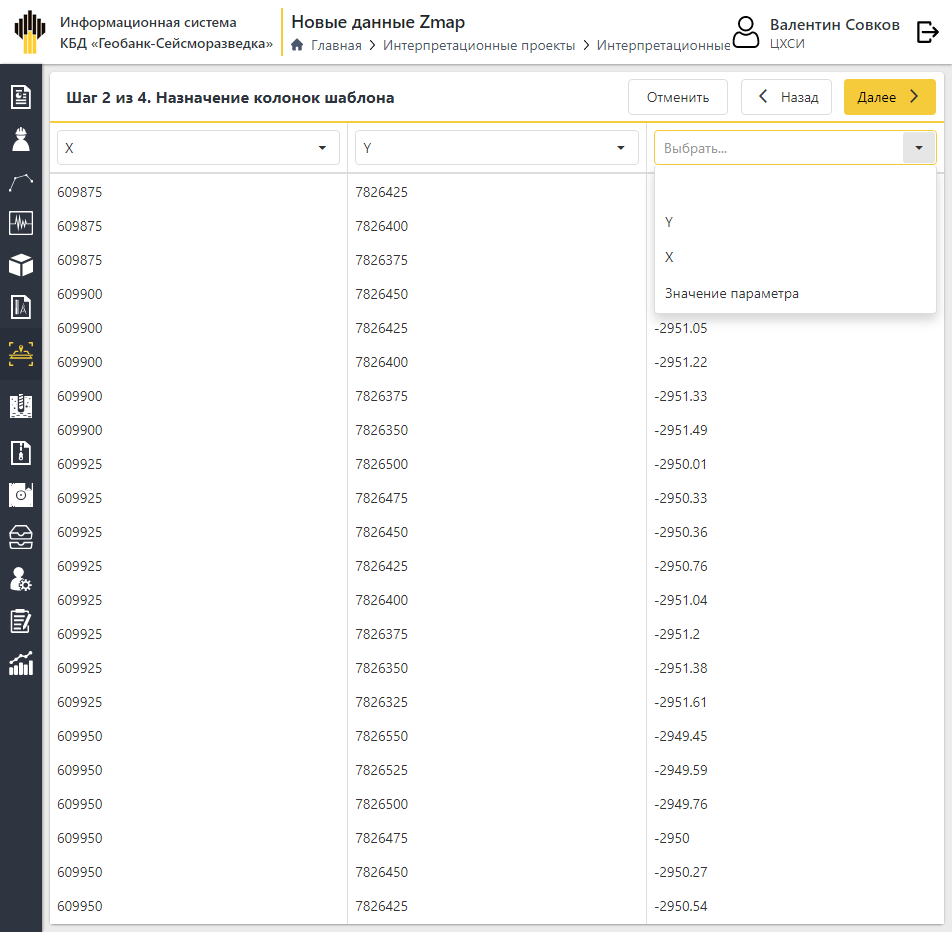 Информационная система
КБД «Геобанк-Сейсморазведка»
Новые данные Zmap
Главная > Интерпретационные проекты > Интерпретационные
Валентин Совков
ЦХСИ
Шаг 2 из 4. Назначение колонок шаблона
Отменить
Назад
Далее
X Y Выбрать...
Y
X
Значение параметра
609875 7826425
609875 7826400
609875 7826375
609900 7826450
609900 7826425 -2951.05
609900 7826400 -2951.22
609900 7826375 -2951.33
609900 7826350 -2951.49
609925 7826500 -2950.01
609925 7826475 -2950.33
609925 7826450 -2950.36
609925 7826425 -2950.76
609925 7826400 -2951.04
609925 7826375 -2951.2
609925 7826350 -2951.38
609925 7826325 -2951.61
609950 7826550 -2949.45
609950 7826525 -2949.59
609950 7826500 -2949.76
609950 7826475 -2950
609950 7826450 -2950.27
609950 7826425 -2950.54